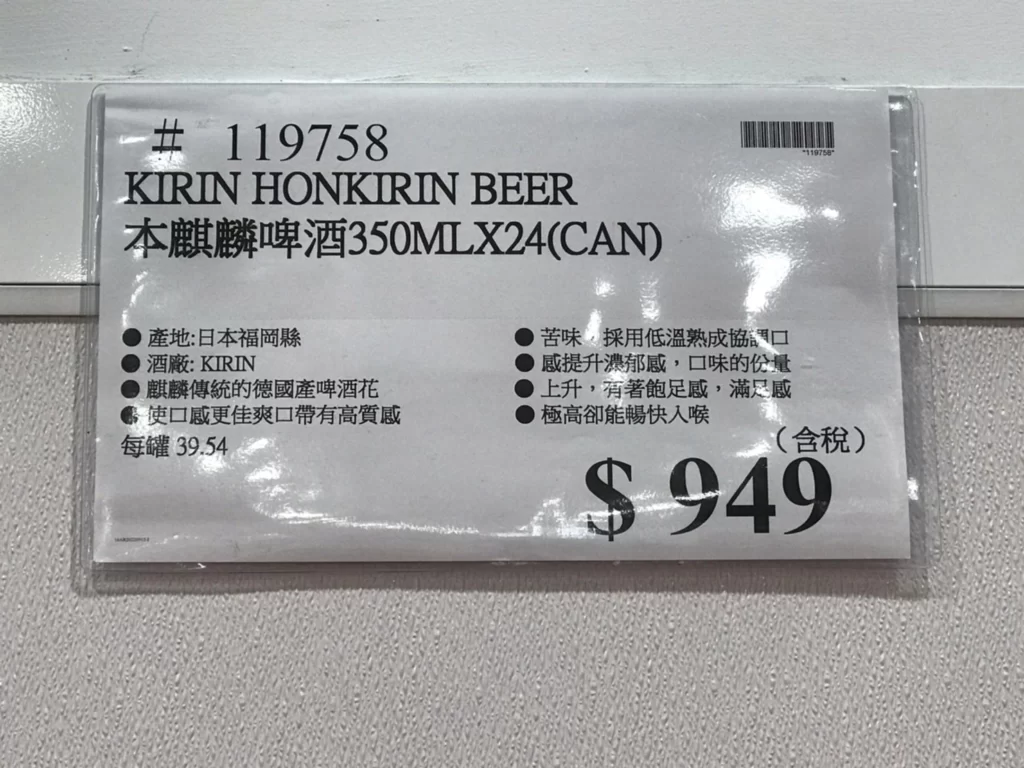 # 119758
"119758"
KIRIN HONKIRIN BEER
本麒麟啤酒350MLX24(CAN)
● 產地:日本福岡縣
● 酒廠: KIRIN
● 麒麟傳統的德國產啤酒花
● 使口感更佳爽口帶有高質感
每罐 39.54
● 苦味 採用低溫熟成協調口
● 感提升濃郁感，口味的份量
● 上升，有著飽足感，滿足感
● 極高卻能暢快入喉
（含稅）
$ 949